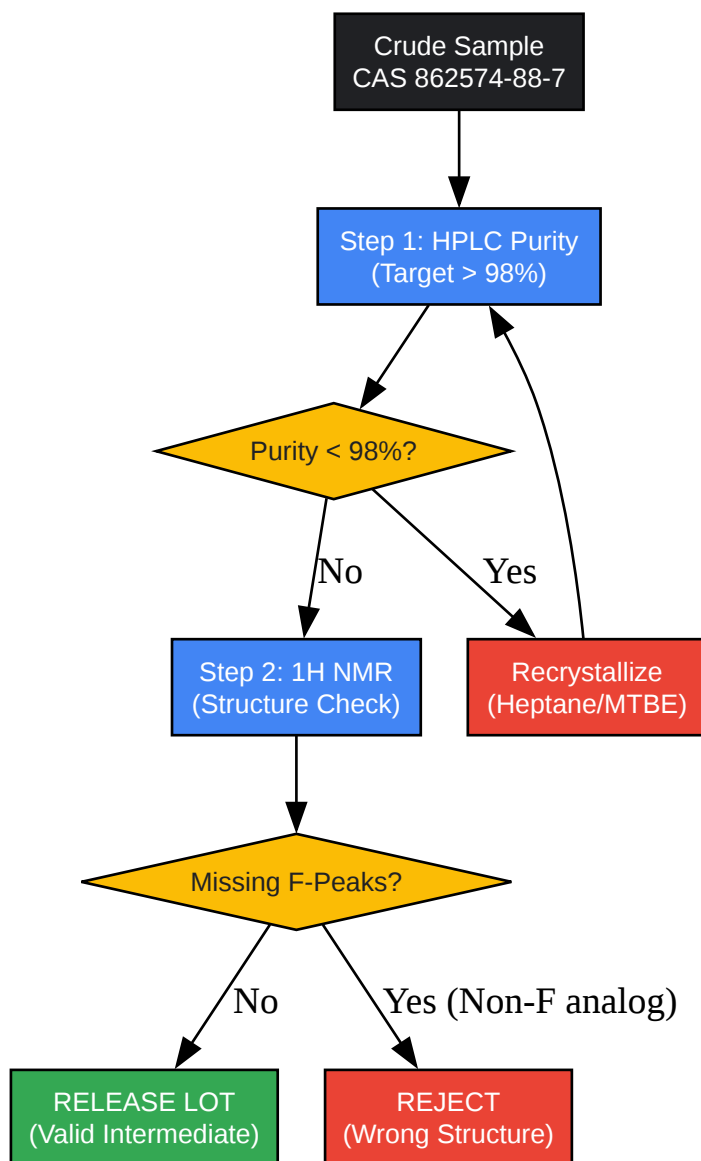 Crude Sample
CAS 862574-88-7
Step 1: HPLC Purity
(Target > 98%)
Purity < 98%?
No
Yes
Step 2: 1H NMR
(Structure Check)
Recrystallize
(Heptane/MTBE)
Missing F-Peaks?
No
Yes (Non-F analog)
RELEASE LOT
(Valid Intermediate)
REJECT
(Wrong Structure)